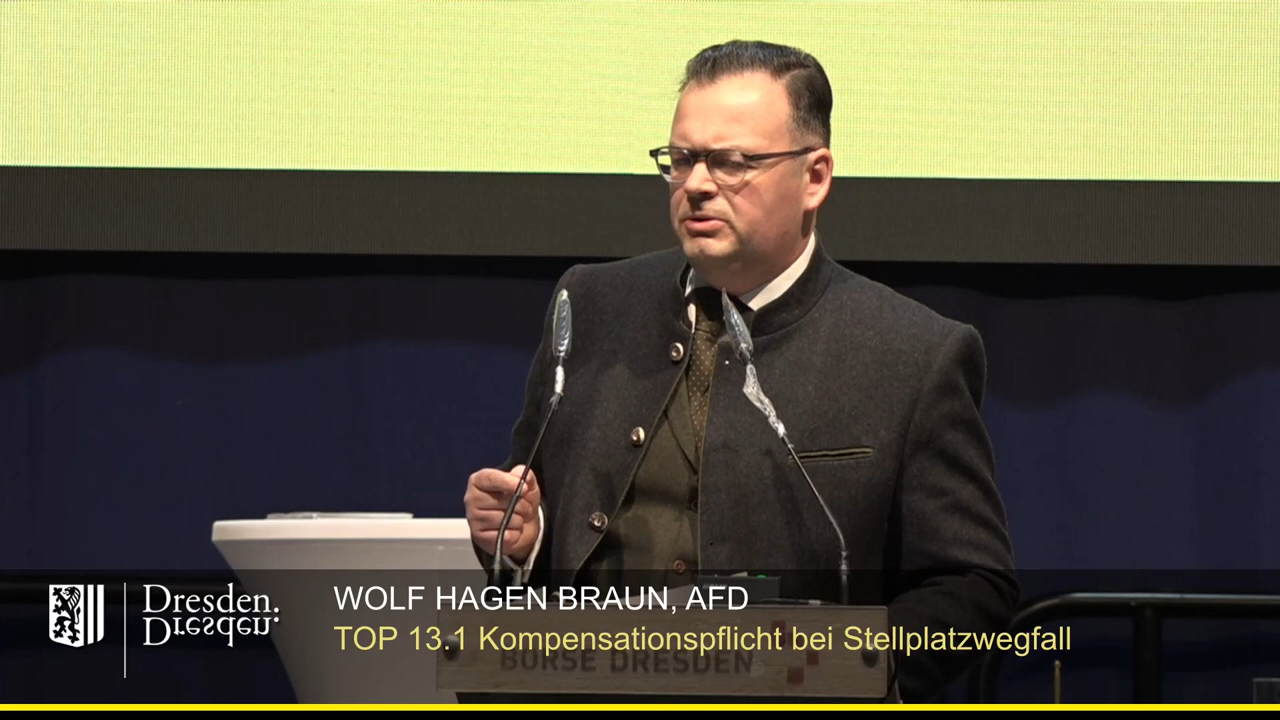 WOLF HAGEN BRAUN, AFD
Dresden.
Dresden.
TOP 13.1 Kompensationspflicht bei Stellplatzwegfall
BÖRSE DRESDEN